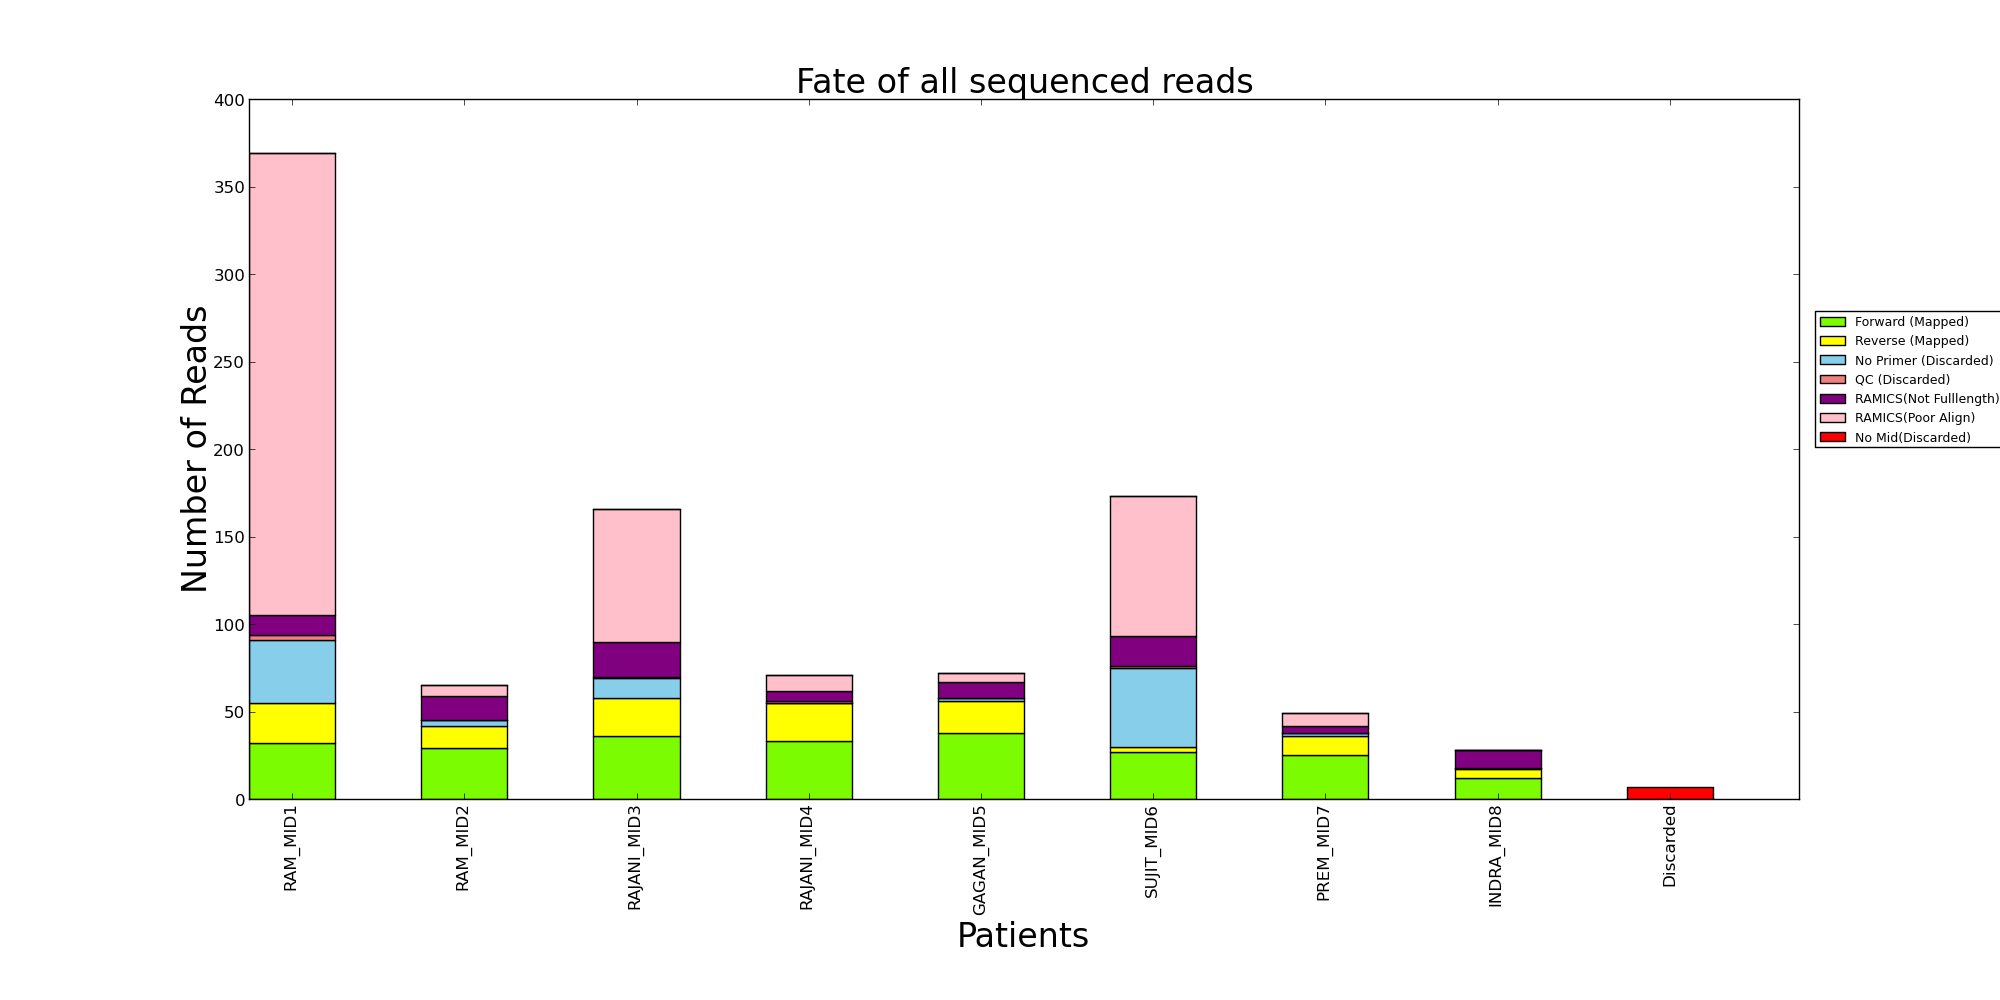 Fate of all sequenced reads
400
350
300
250
200
150
100
50
0
Number of Reads
RAM_MID1
RAM_MID2
RAJANI_MID3
RAJANI_MID4
GAGAN_MID5
SUJIT_MID6
PREM_MID7
INDRA_MID8
Discarded
Patients
Forward (Mapped)
Reverse (Mapped)
No Primer (Discarded)
QC (Discarded)
RAMICS(Not Fulllength)
RAMICS(Poor Align)
No Mid(Discarded)